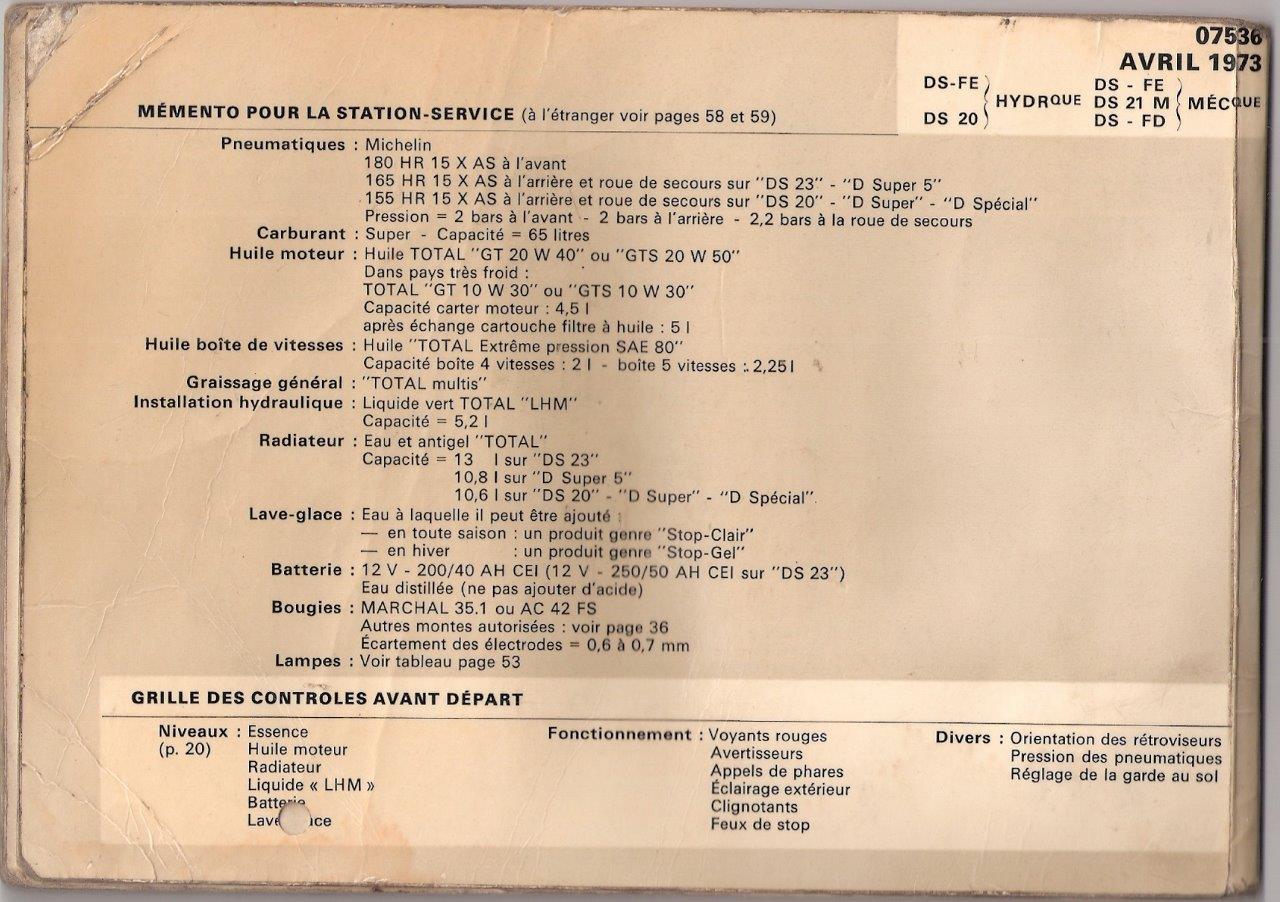 07536
AVRIL 1973
DS-FE
DS 20
HYDRQUE
DS - FE
DS 21 M
DS - FD
MÉCQUE
MÉMENTO POUR LA STATION-SERVICE (à l'étranger voir pages 58 et 59)
Pneumatiques : Michelin
180 HR 15 X AS à l'avant
165 HR 15 X AS à l'arrière et roue de secours sur "DS 23" - "D Super 5"
155 HR 15 X AS à l'arrière et roue de secours sur "DS 20" - "D Super" - "D Spécial"
Pression = 2 bars à l'avant - 2 bars à l'arrière - 2,2 bars à la roue de secours
Carburant : Super - Capacité = 65 litres
Huile moteur : Huile TOTAL "GT 20 W 40" ou "GTS 20 W 50"
Dans pays très froid :
TOTAL "GT 10 W 30" ou "GTS 10 W 30"
Capacité carter moteur : 4,5 l
après échange cartouche filtre à huile : 5 l
Huile boîte de vitesses : Huile "TOTAL Extrême pression SAE 80"
Capacité boîte 4 vitesses : 2 l - boîte 5 vitesses : 2,25 l
Graissage général : "TOTAL multis"
Installation hydraulique : Liquide vert TOTAL "LHM"
Capacité = 5,2 l
Radiateur : Eau et antigel "TOTAL"
Capacité = 13 l sur "DS 23"
10,8 l sur "D Super 5"
10,6 l sur "DS 20" - "D Super" - "D Spécial"
Lave-glace : Eau à laquelle il peut être ajouté :
— en toute saison : un produit genre "Stop-Clair"
— en hiver : un produit genre "Stop-Gel"
Batterie : 12 V - 200/40 AH CEI (12 V - 250/50 AH CEI sur "DS 23")
Eau distillée (ne pas ajouter d'acide)
Bougies : MARCHAL 35.1 ou AC 42 FS
Autres montes autorisées : voir page 36
Écartement des électrodes = 0,6 à 0,7 mm
Lampes : Voir tableau page 53
GRILLE DES CONTROLES AVANT DÉPART
Niveaux : Essence
(p. 20) Huile moteur
Radiateur
Liquide « LHM »
Batterie
Lave-glace
Fonctionnement : Voyants rouges
Avertisseurs
Appels de phares
Éclairage extérieur
Clignotants
Feux de stop
Divers : Orientation des rétroviseurs
Pression des pneumatiques
Réglage de la garde au sol